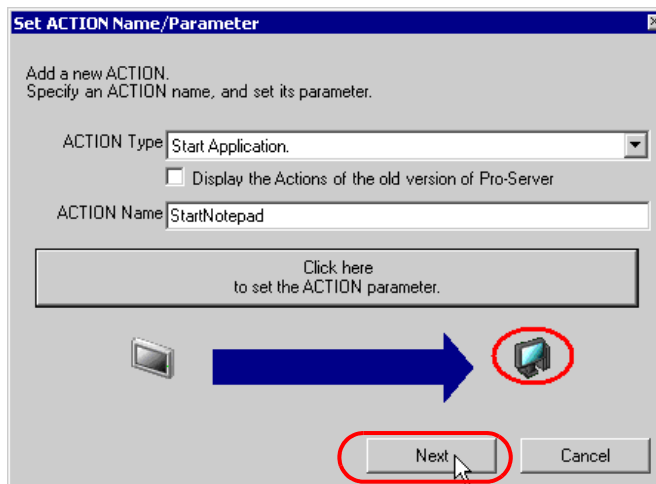 Set ACTION Name/Parameter
Add a new ACTION.
Specify an ACTION name, and set its parameter.
ACTION Type Start Application.
Display the Actions of the old version of Pro-Server
ACTION Name StartNotepad
Click here
to set the ACTION parameter.
Next Cancel